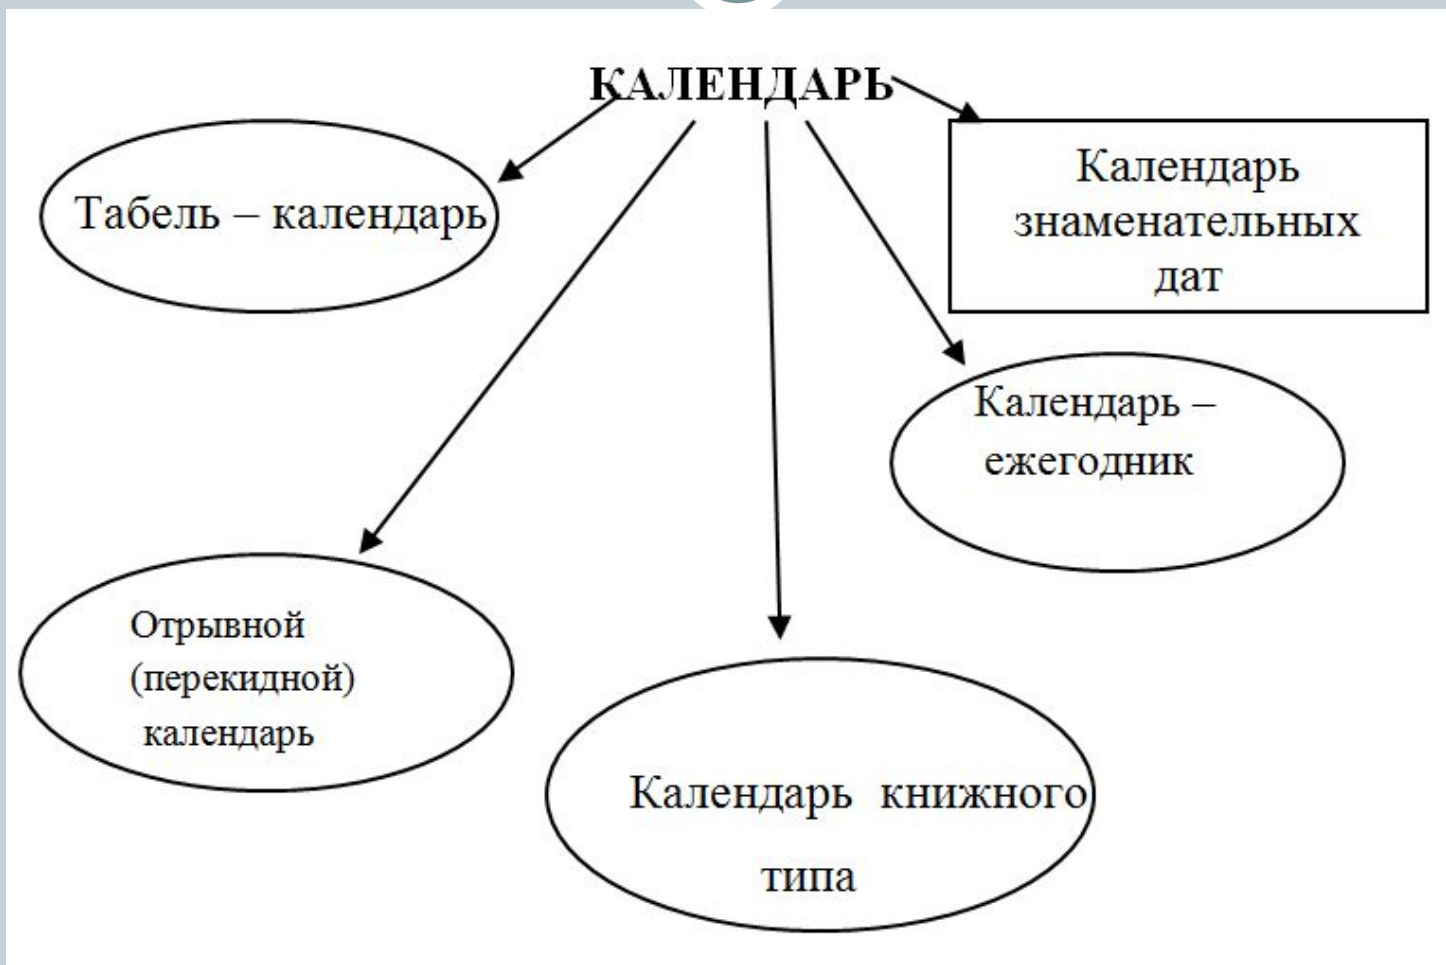 КАЛЕНДАРЬ
Табель – календарь
Календарь
знаменательных
дат
Календарь –
ежегодник
Отрывной
(перекидной)
календарь
Календарь книжного
типа